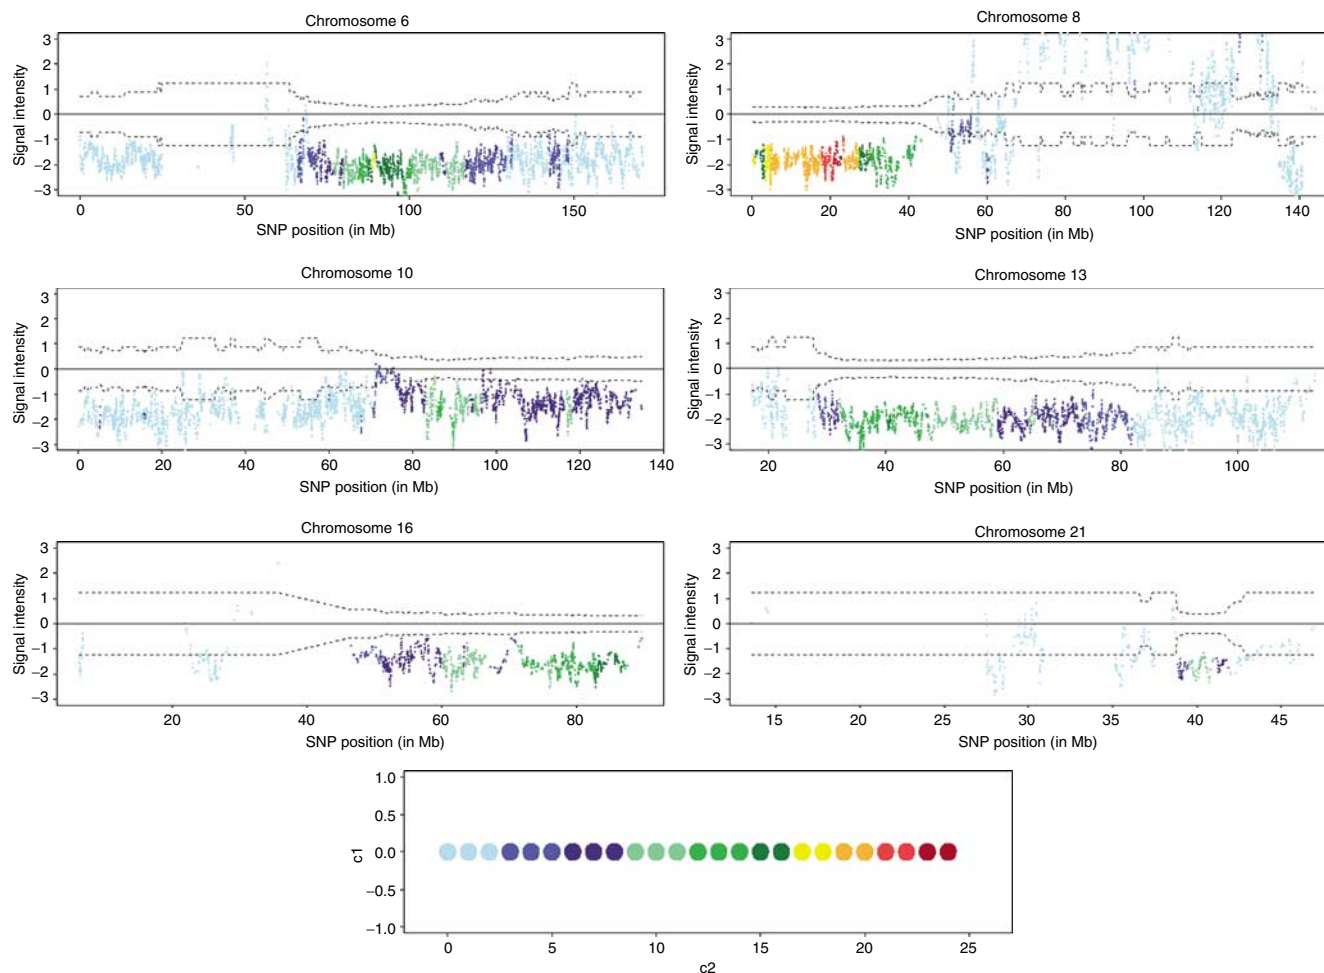 Chromosome 6
Chromosome 8
3
2
1
0
−1
−2
−3
Signal intensity
0 50 100 150
SNP position (in Mb)
3
2
1
0
−1
−2
−3
Signal intensity
0 20 40 60 80 100 120 140
SNP position (in Mb)
Chromosome 10
Chromosome 13
3
2
1
0
−1
−2
−3
Signal intensity
0 20 40 60 80 100 120 140
SNP position (in Mb)
3
2
1
0
−1
−2
−3
Signal intensity
20 40 60 80 100
SNP position (in Mb)
Chromosome 16
Chromosome 21
3
2
1
0
−1
−2
−3
Signal intensity
20 40 60 80
SNP position (in Mb)
3
2
1
0
−1
−2
−3
Signal intensity
15 20 25 30 35 40 45
SNP position (in Mb)
1.0
0.5
0.0
−0.5
−1.0
c1
0 5 10 15 20 25
c2